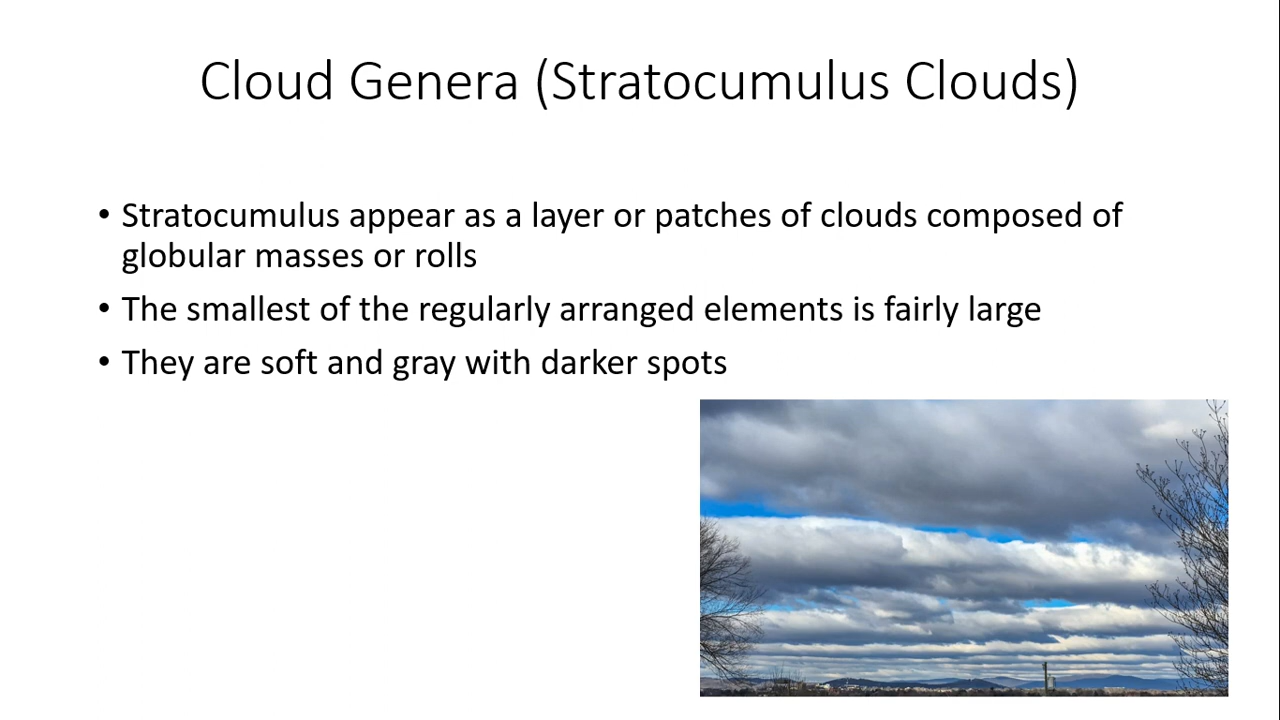 Cloud Genera (Stratocumulus Clouds)
• Stratocumulus appear as a layer or patches of clouds composed of
globular masses or rolls
• The smallest of the regularly arranged elements is fairly large
• They are soft and gray with darker spots